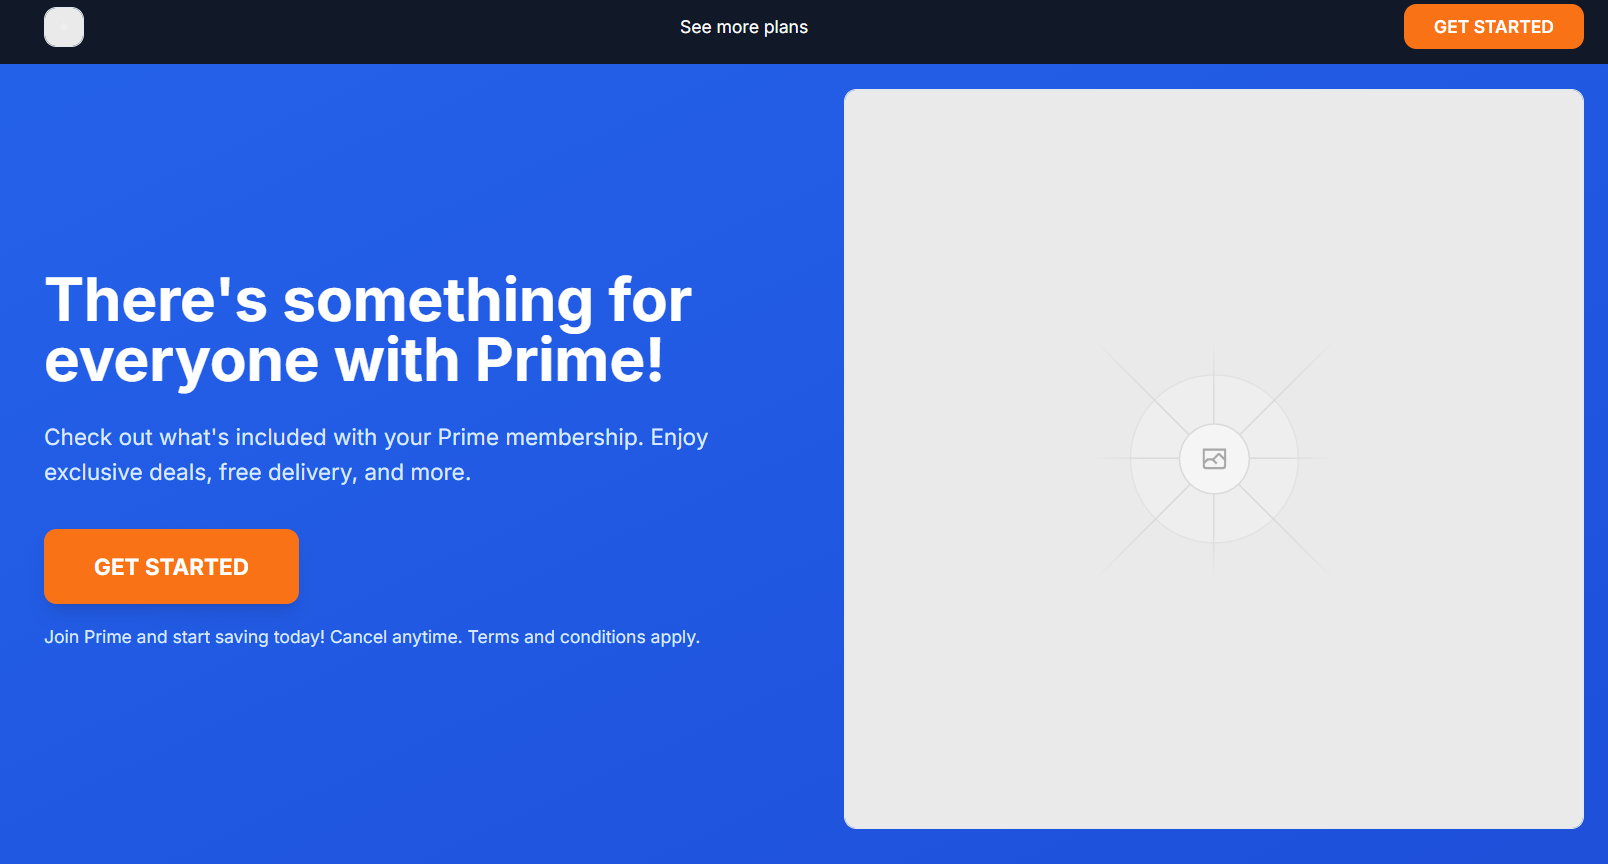 See more plans
GET STARTED
There's something for
everyone with Prime!
Check out what's included with your Prime membership. Enjoy
exclusive deals, free delivery, and more.
GET STARTED
Join Prime and start saving today! Cancel anytime. Terms and conditions apply.